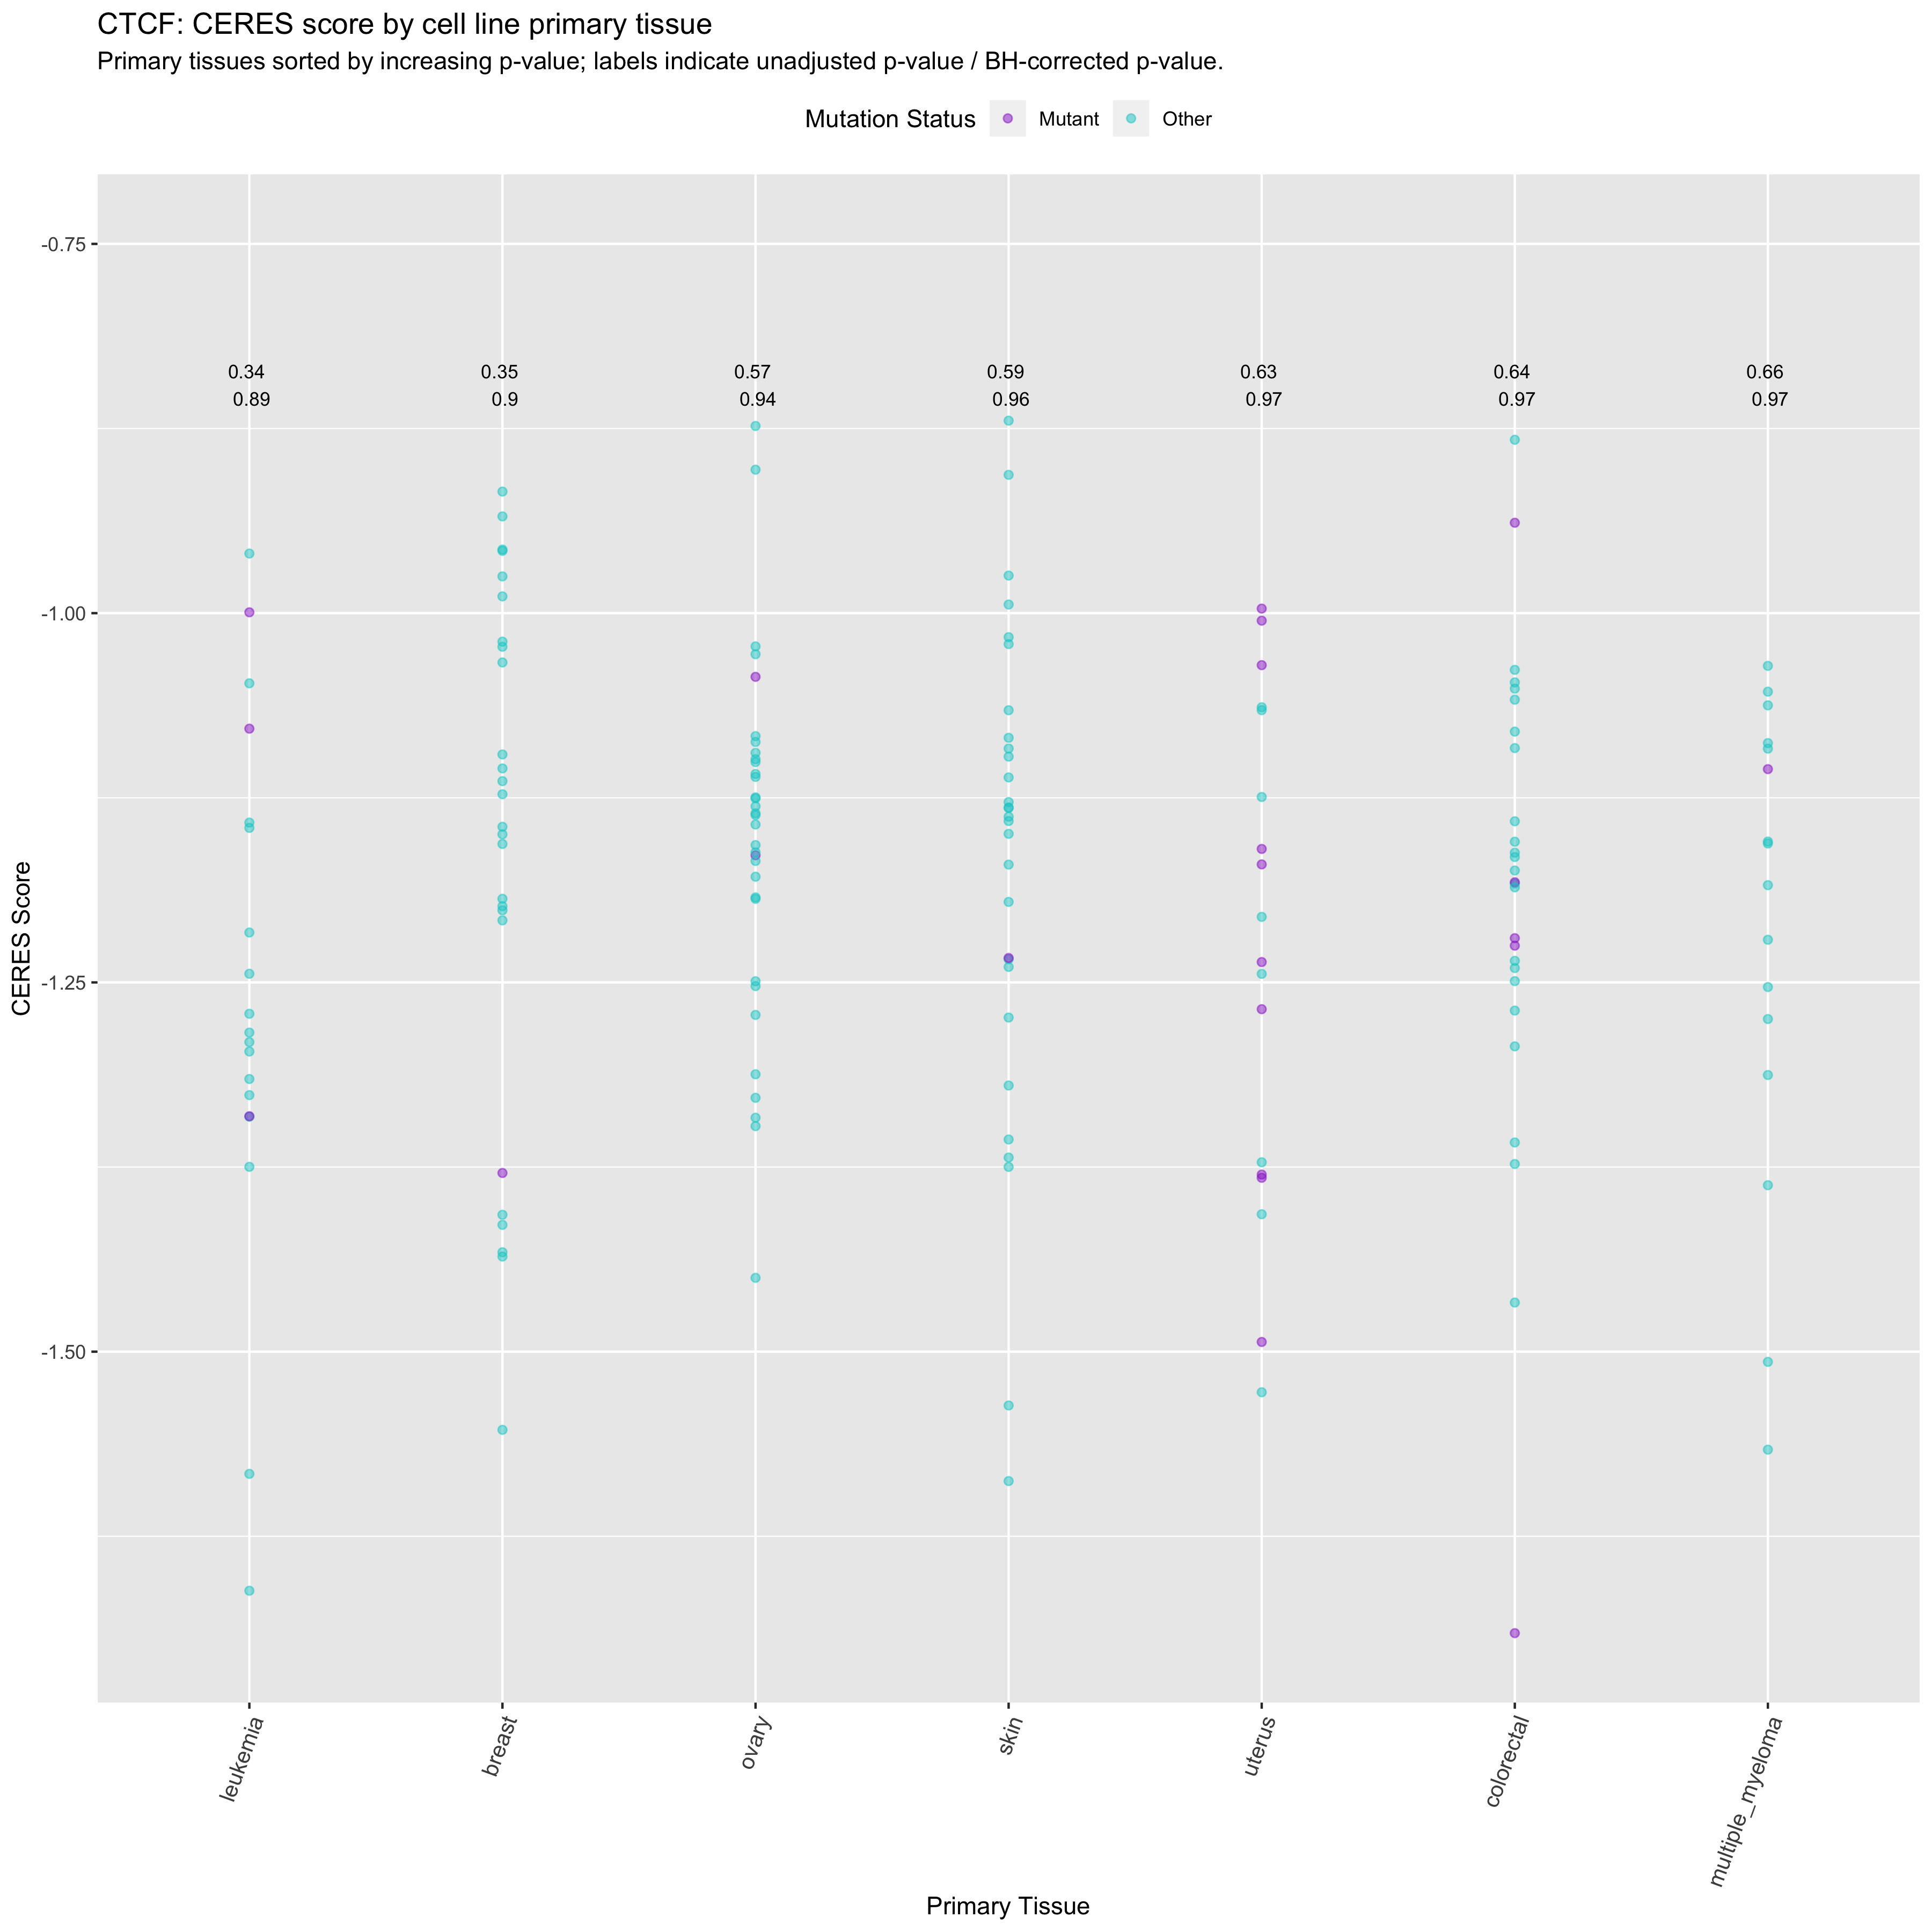 CTCF: CERES score by cell line primary tissue
Primary tissues sorted by increasing p-value; labels indicate unadjusted p-value / BH-corrected p-value.
Mutation Status Mutant Other
-0.75
0.34 0.35 0.57 0.59 0.63 0.64 0.66
0.89 0.9 0.94 0.96 0.97 0.97 0.97
-1.00
-1.25
-1.50
CERES Score
leukemia
breast
ovary
skin
uterus
colorectal
multiple_myeloma
Primary Tissue